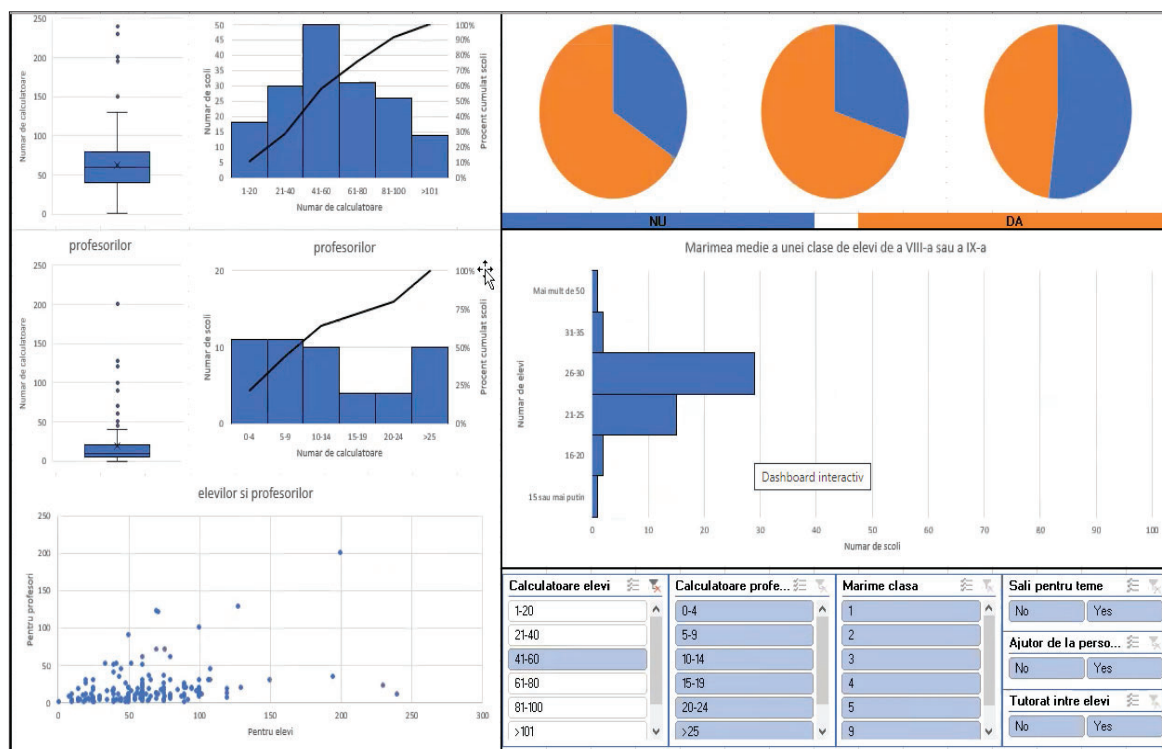 Numar de calculatoare
250
200
150
100
50
0
Numar de scoli
50
45
40
35
30
25
20
15
10
5
0
100%
90%
80%
70%
60%
50%
40%
30%
20%
10%
0%
Procent cumulat scoli
1-20 21-40 41-60 61-80 81-100 >101
Numar de calculatoare
NU DA
profesorilor
Numar de calculatoare
250
200
150
100
50
0
profesorilor
Numar de scoli
20
10
0
100%
75%
50%
25%
0%
Procent cumulat scoli
0-4 5-9 10-14 15-19 20-24 >25
Numar de calculatoare
Marimea medie a unei clase de elevi de a VIII-a sau a IX-a
Numar de elevi
Mai mult de 50
31-35
26-30
21-25
16-20
15 sau mai putin
0 10 20 30 40 50 60 70 80 90 100
Numar de scoli
Dashboard interactiv
elevilor si profesorilor
Pentru profesori
250
200
150
100
50
0
0 50 100 150 200 250 300
Pentru elevi
Calculatoare elevi
1-20
21-40
41-60
61-80
81-100
>101
Calculatoare profe...
0-4
5-9
10-14
15-19
20-24
>25
Marime clasa
1
2
3
4
5
9
Sali pentru teme
No Yes
Ajutor de la perso...
No Yes
Tutorat intre elevi
No Yes